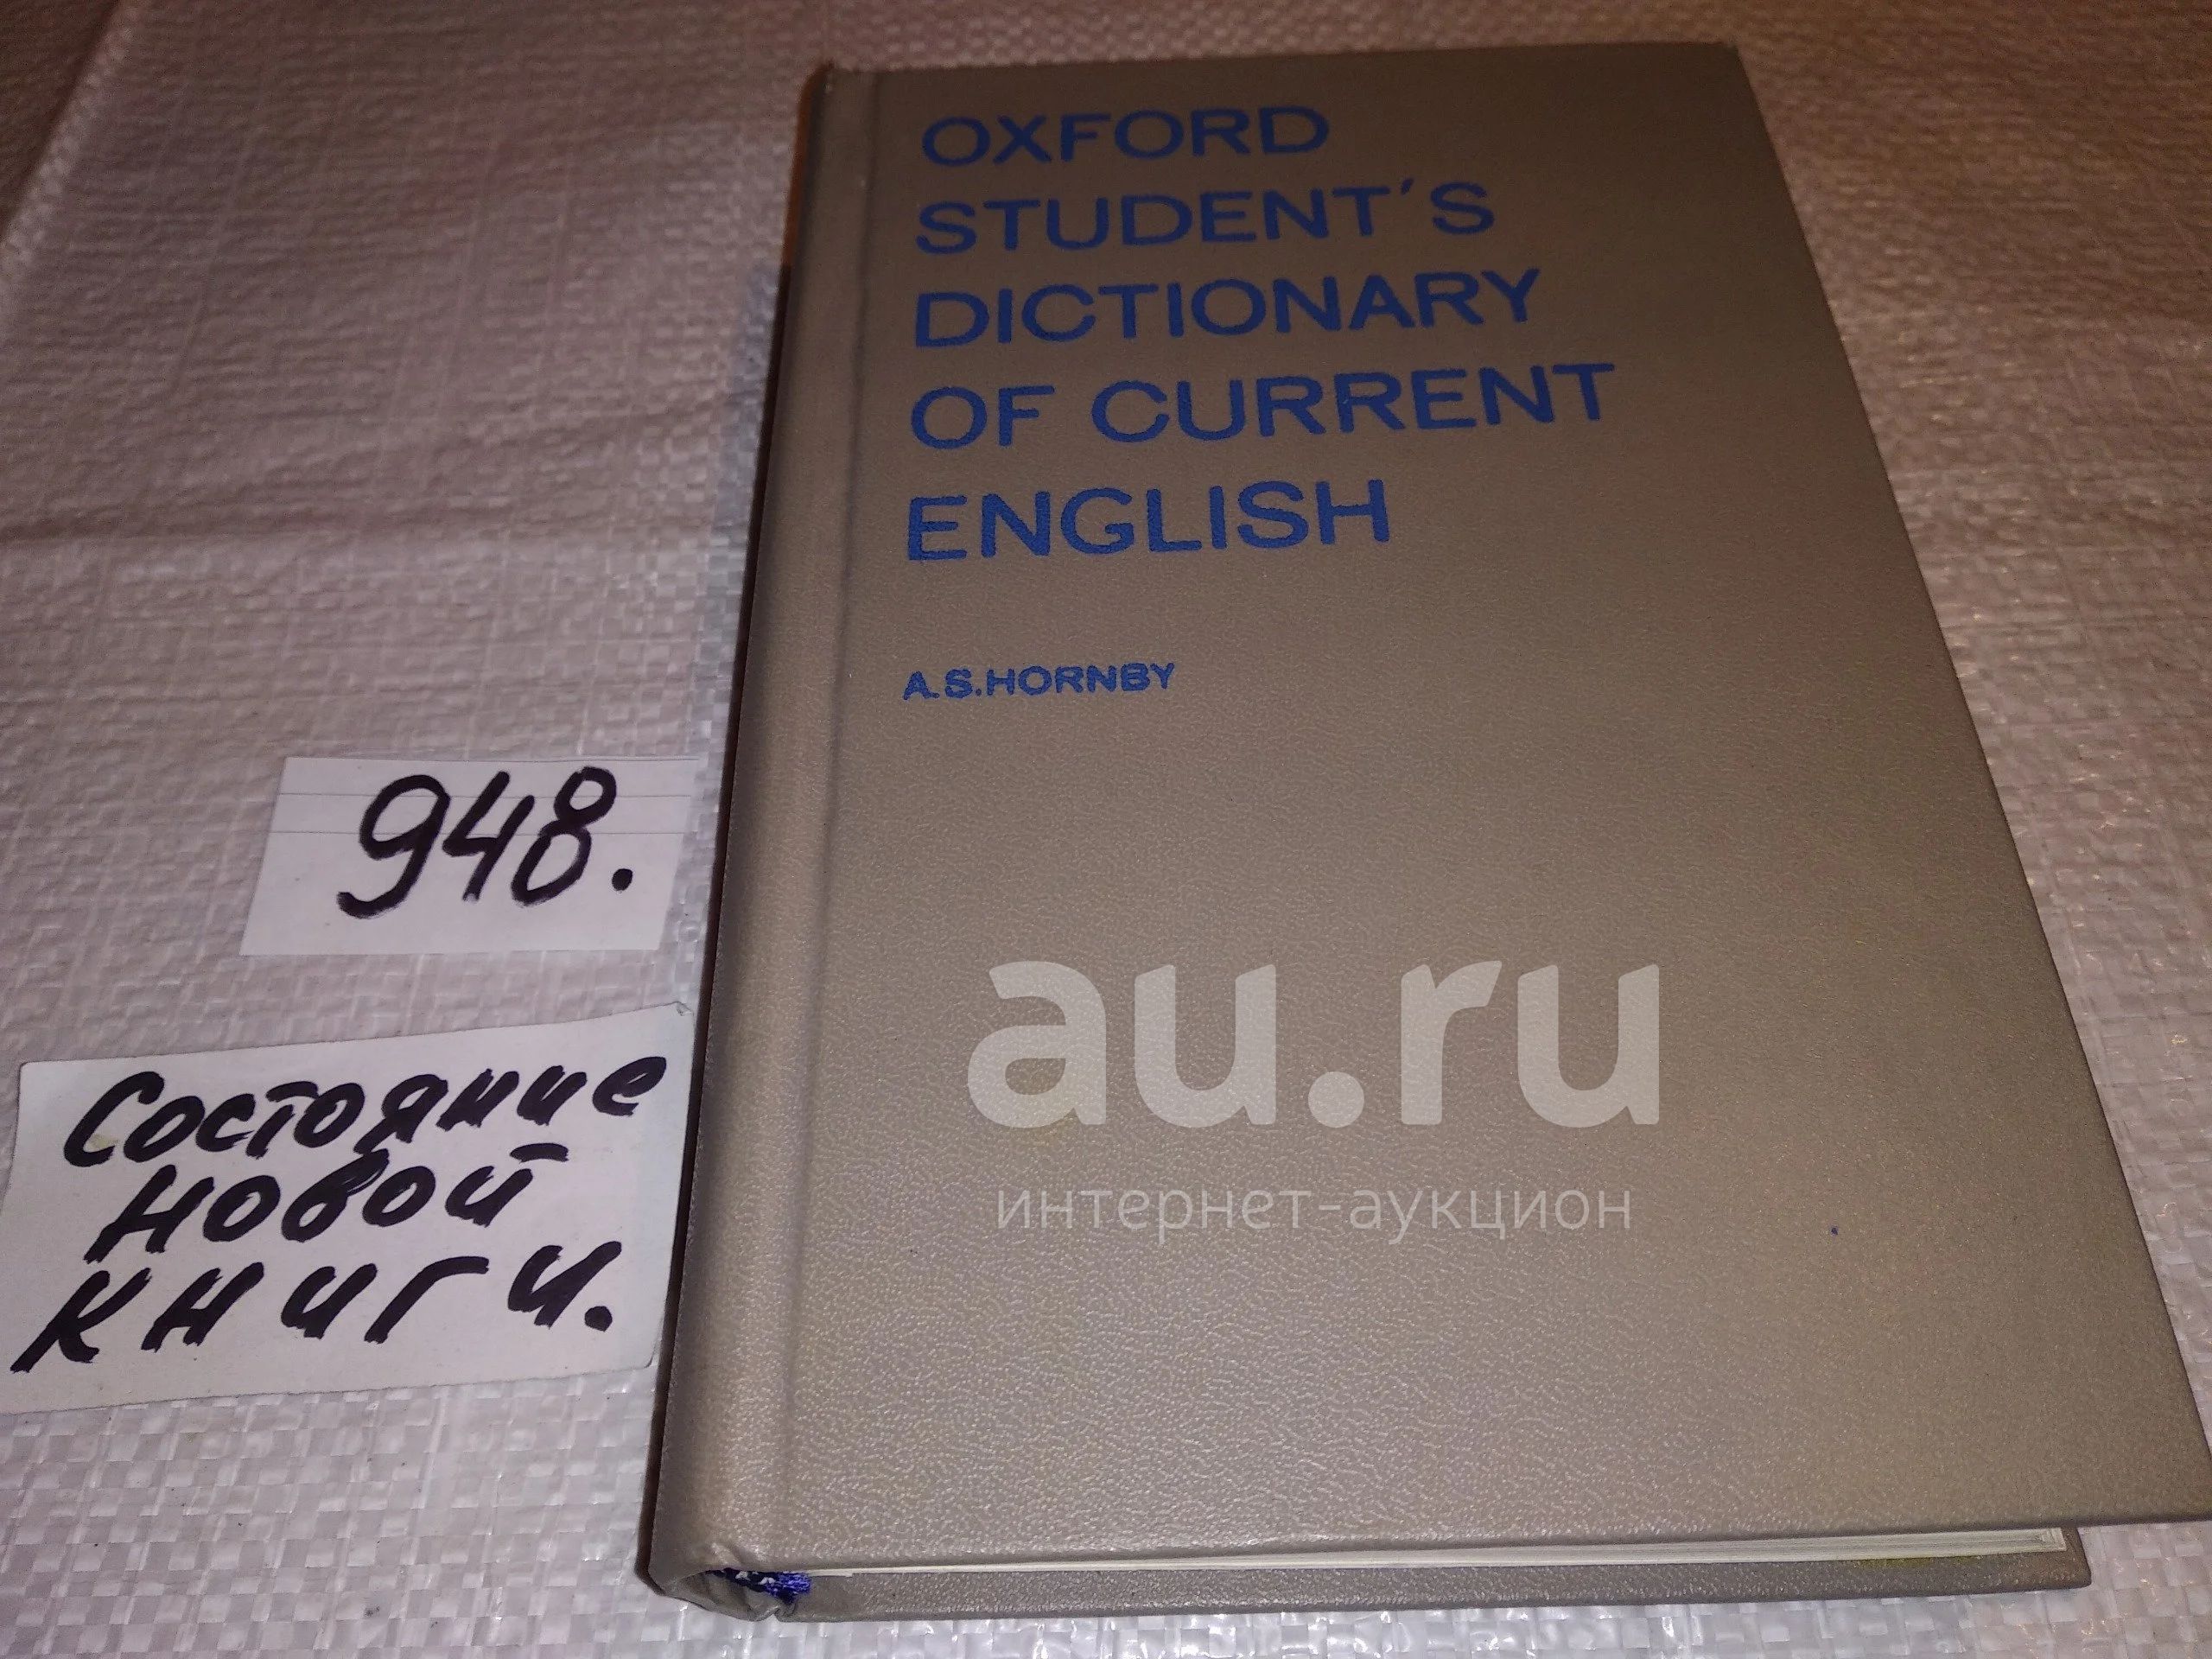 OXFORD
STUDENT'S
DICTIONARY
OF CURRENT
ENGLISH
A.S.HORNBY
948.
Состояние
новой
книги.
au.ru
интернет-аукцион